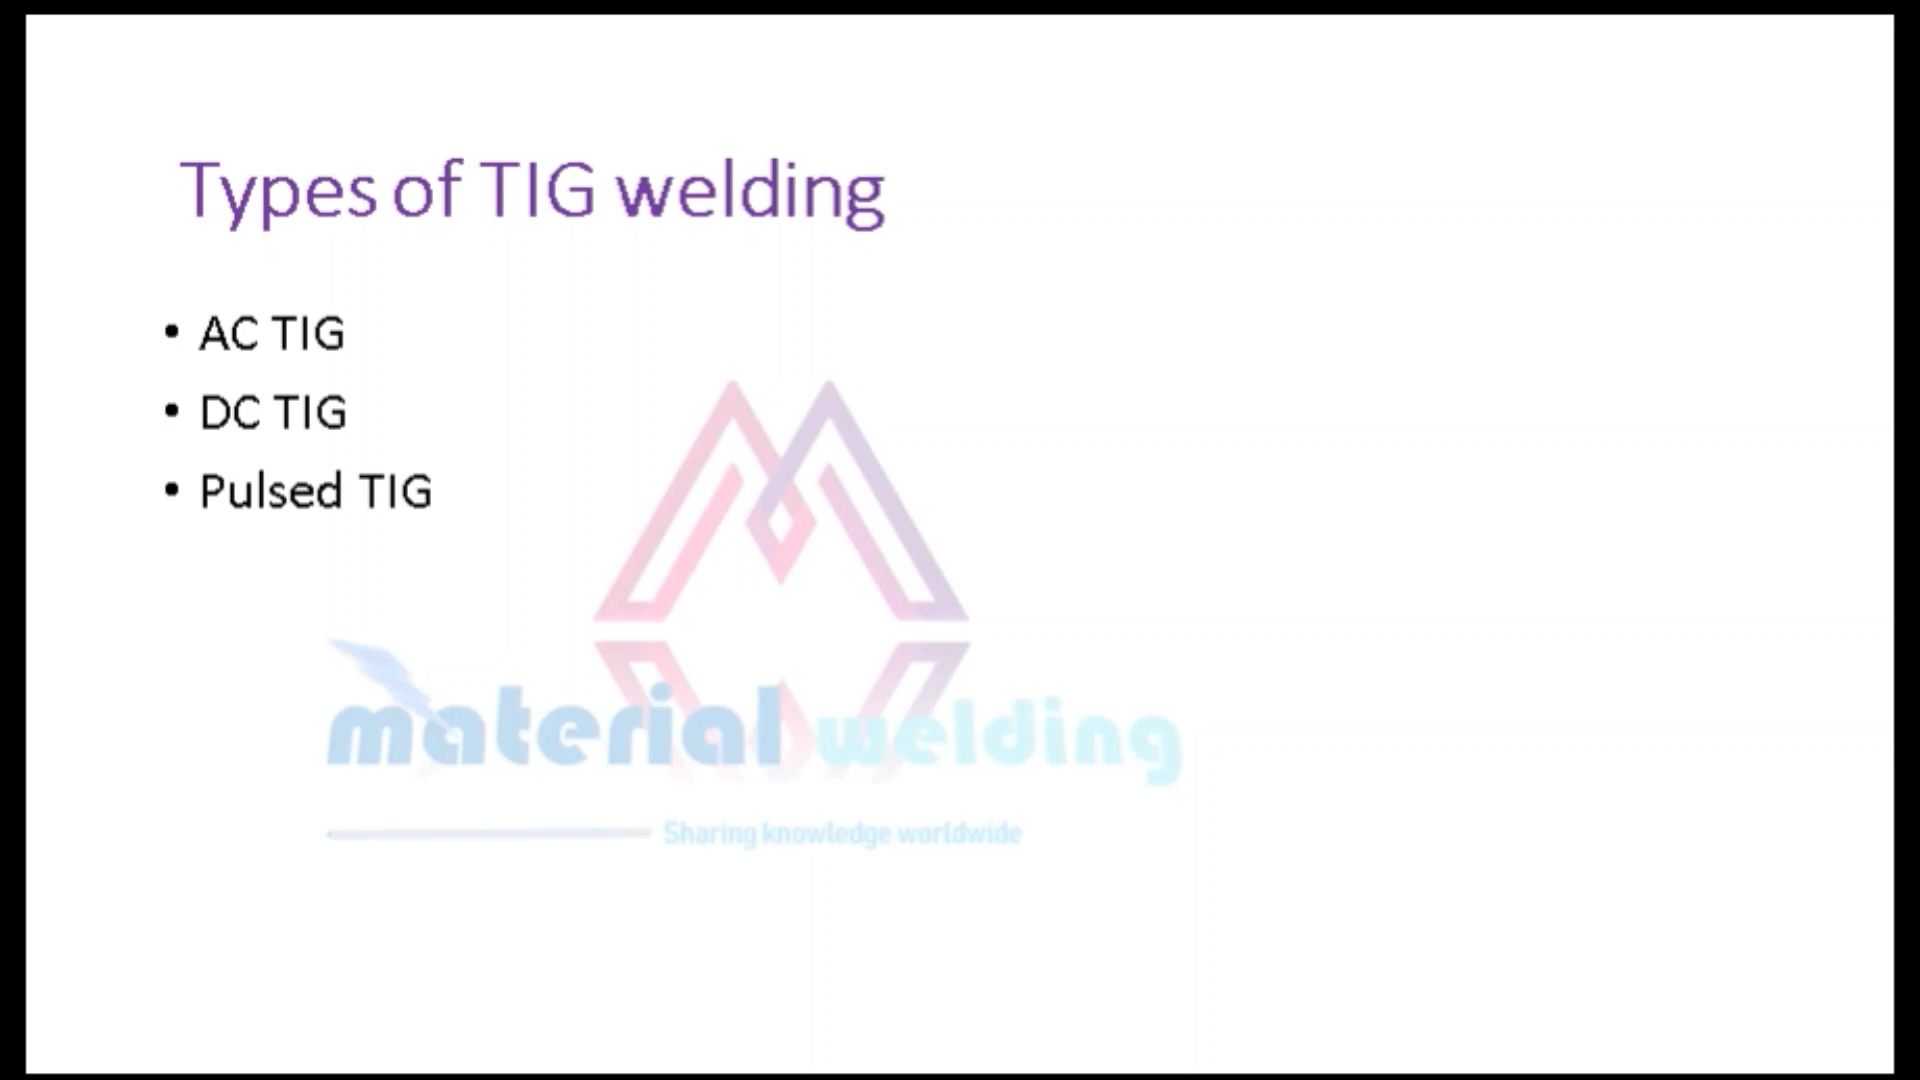 Types of TIG welding
• AC TIG
• DC TIG
• Pulsed TIG
material welding
Sharing knowledge worldwide